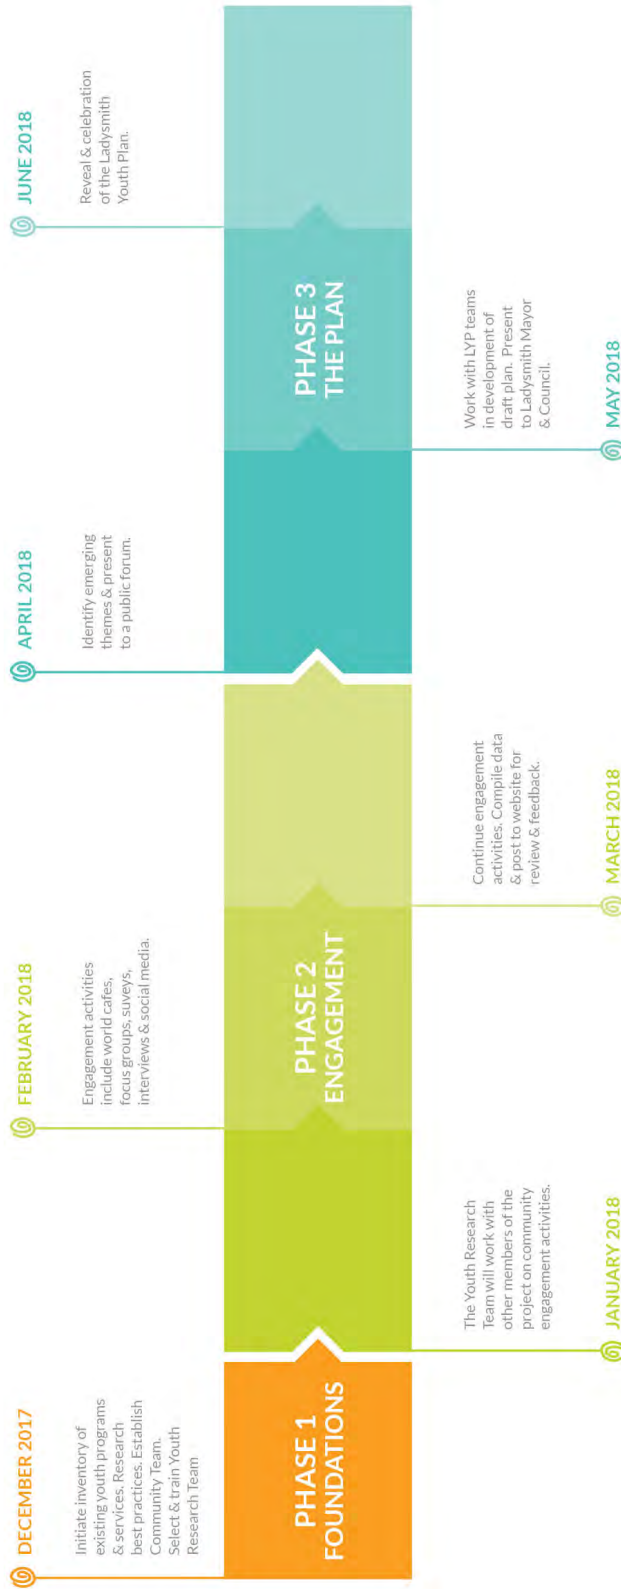 DECEMBER 2017
Initiate inventory of
existing youth programs
& services. Research
best practices. Establish
Community Team.
Select & train Youth
Research Team
PHASE 1
FOUNDATIONS
JANUARY 2018
The Youth Research
Team will work with
other members of the
project on community
engagement activities.
FEBRUARY 2018
Engagement activities
include world cafes,
focus groups, suveys,
interviews & social media.
PHASE 2
ENGAGEMENT
MARCH 2018
Continue engagement
activities. Compile data
& post to website for
review & feedback.
APRIL 2018
Identify emerging
themes & present
to a public forum.
PHASE 3
THE PLAN
MAY 2018
Work with LYP teams
in development of
draft plan. Present
to Ladysmith Mayor
& Council.
JUNE 2018
Reveal & celebration
of the Ladysmith
Youth Plan.